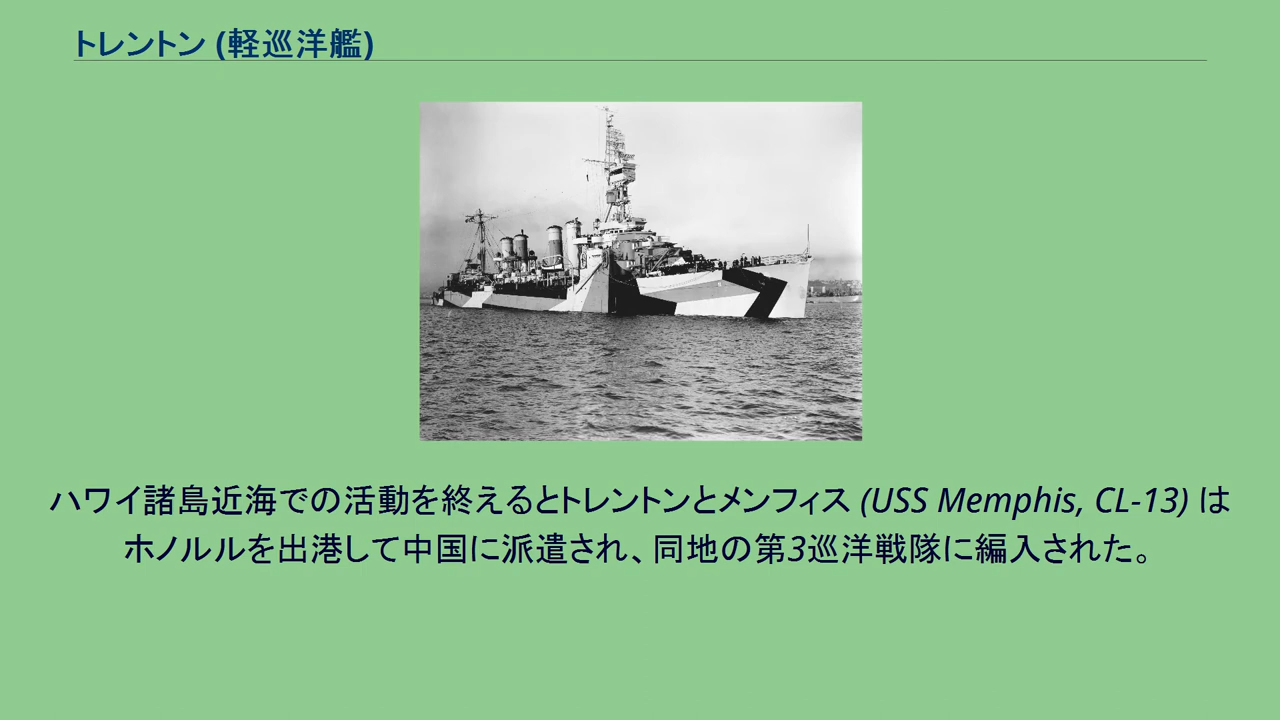 トレントン (軽巡洋艦)
ハワイ諸島近海での活動を終えるとトレントンとメンフィス (USS Memphis, CL-13) は
ホノルルを出港して中国に派遣され、同地の第3巡洋戦隊に編入された。